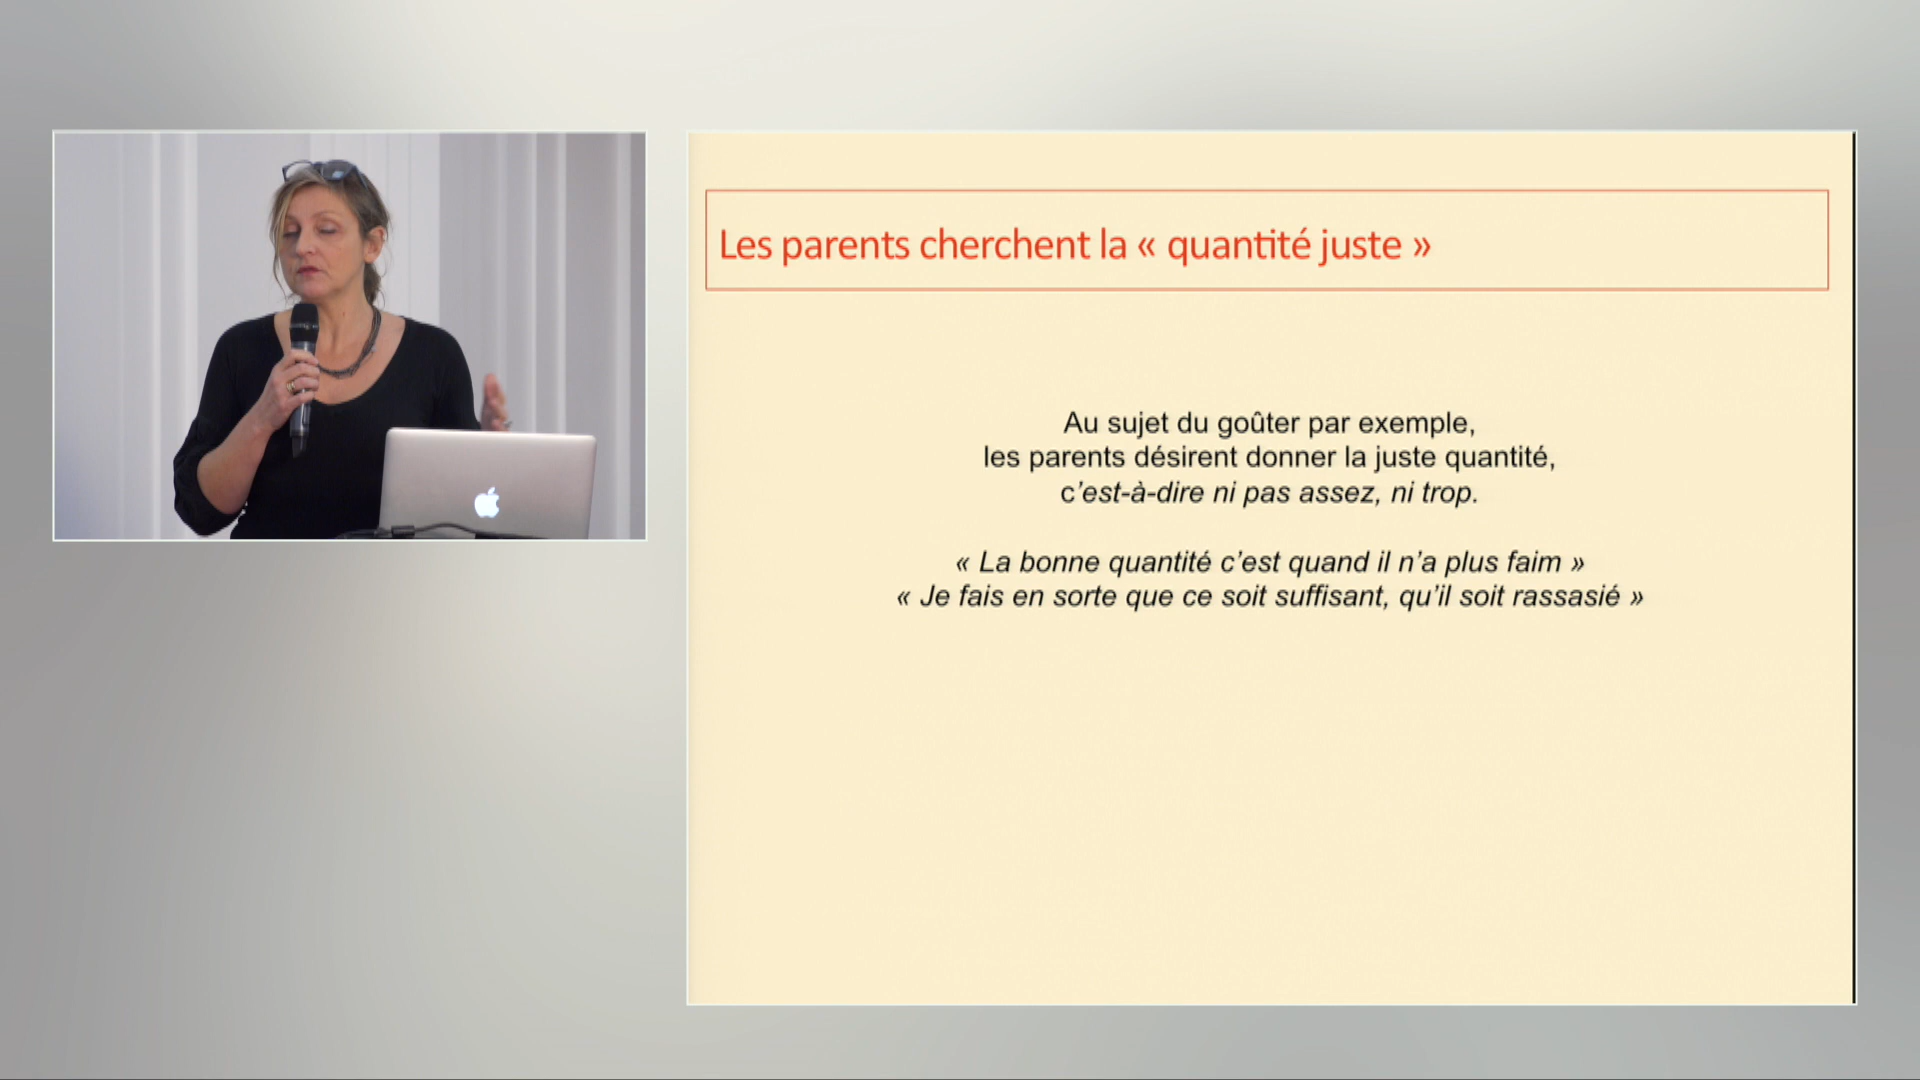 Les parents cherchent la « quantité juste »
Au sujet du goûter par exemple,
les parents désirent donner la juste quantité,
c’est-à-dire ni pas assez, ni trop.
« La bonne quantité c’est quand il n’a plus faim »
« Je fais en sorte que ce soit suffisant, qu’il soit rassasié »